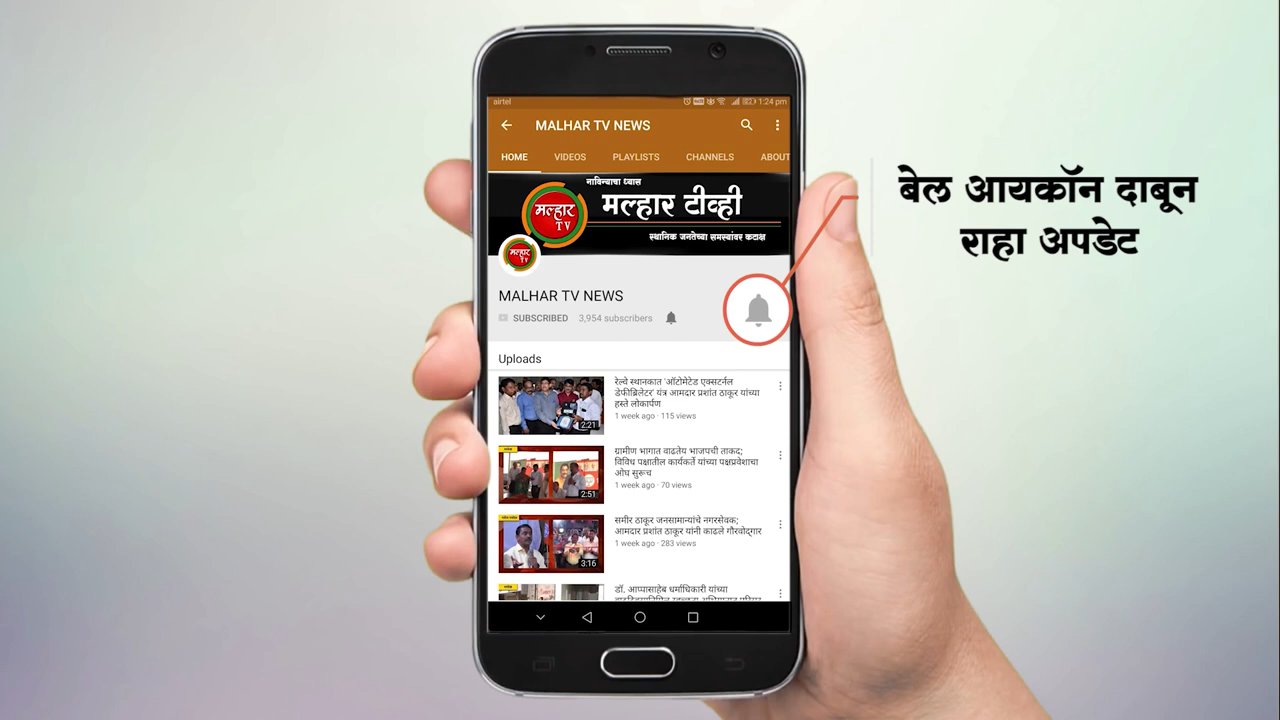 airtel 1:24 pm
MALHAR TV NEWS
HOME VIDEOS PLAYLISTS CHANNELS ABOUT
नाविन्याचा ध्यास
मल्हार टीव्ही
मल्हार
TV
स्थानिक जनतेच्या समस्यांवर कटाक्ष
मल्हार
TV
MALHAR TV NEWS
SUBSCRIBED 3,954 subscribers
बेल आयकॉन दाबून
राहा अपडेट
Uploads
रेल्वे स्थानकात 'ऑटोमेटेड एक्सटर्नल
डेफीब्रिलेटर' यंत्र आमदार प्रशांत ठाकूर यांच्या
हस्ते लोकार्पण
1 week ago · 115 views
2:21
ग्रामीण भागात वाढतेय भाजपची ताकद;
विविध पक्षातील कार्यकर्ते यांच्या पक्षप्रवेशाचा
ओघ सुरूच
1 week ago · 70 views
2:51
समीर ठाकूर जनसामान्यांचे नगरसेवक;
आमदार प्रशांत ठाकूर यांनी काढले गौरवोद्गार
1 week ago · 283 views
3:16
डॉ. आप्पासाहेब धर्माधिकारी यांच्या